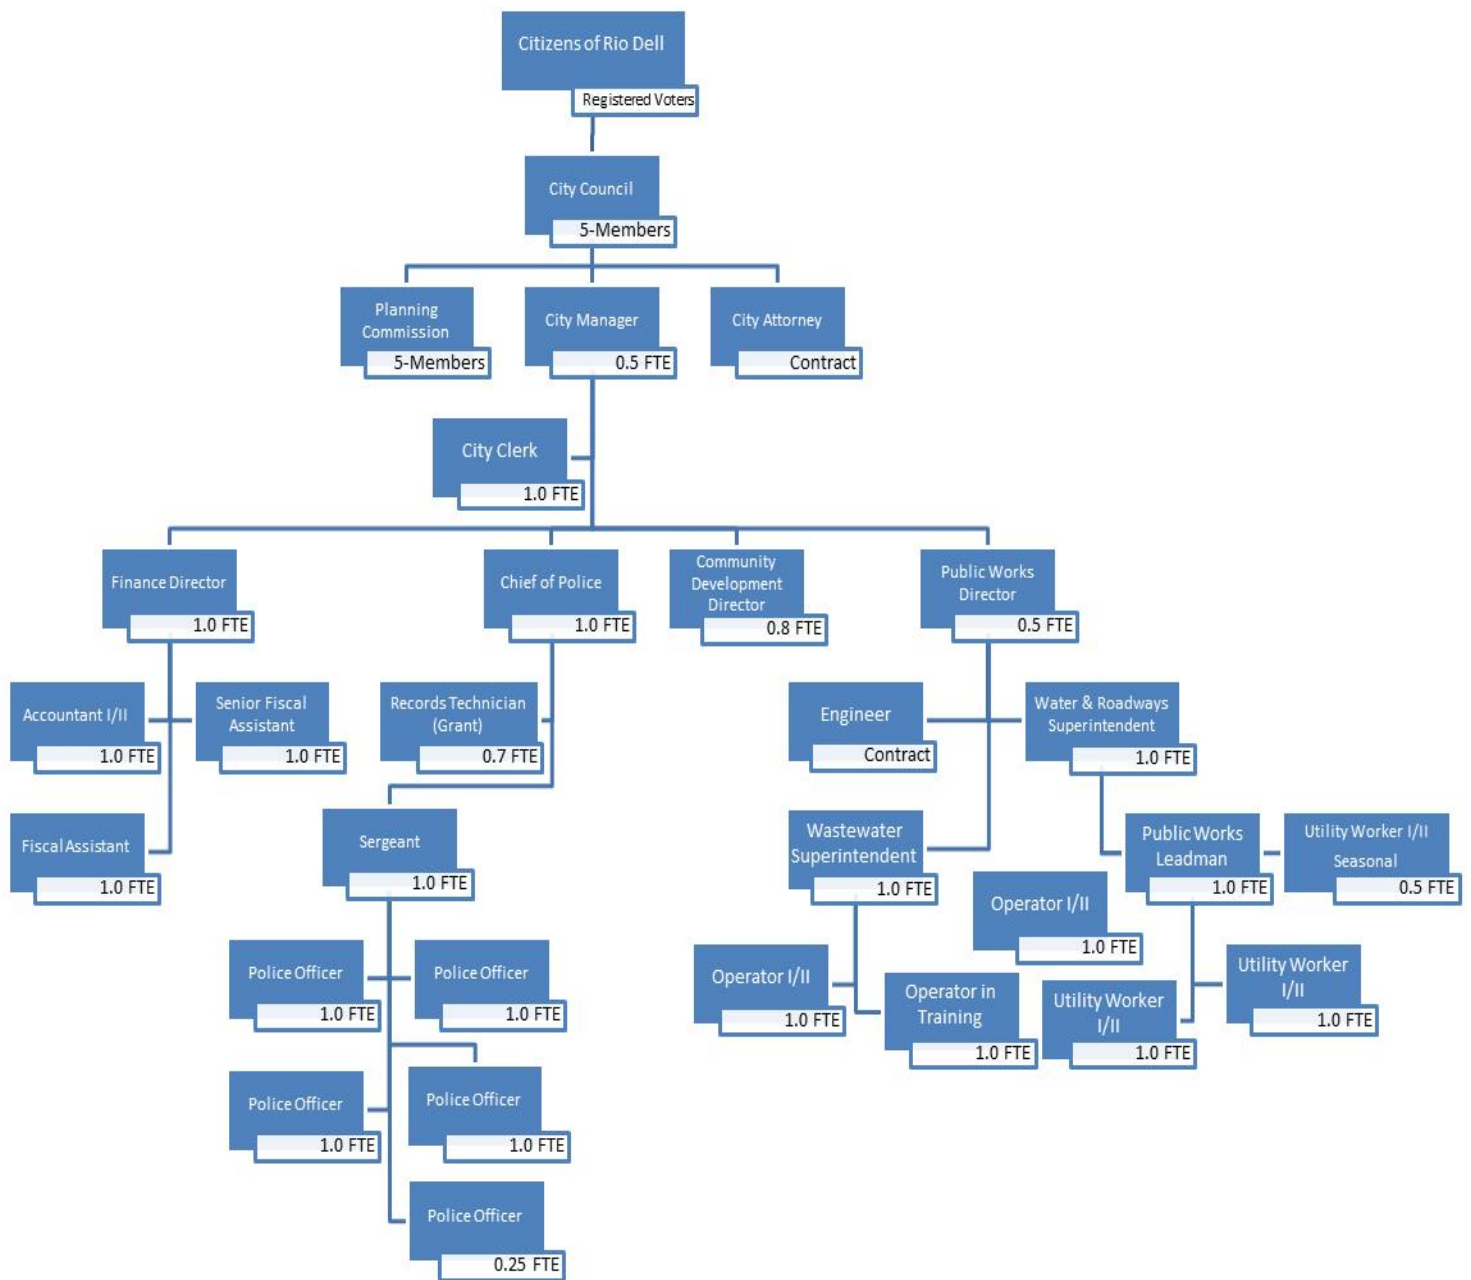 Citizens of Rio Dell
Registered Voters
City Council
5-Members
Planning
Commission
5-Members
City Manager
0.5 FTE
City Attorney
Contract
City Clerk
1.0 FTE
Finance Director
1.0 FTE
Chief of Police
1.0 FTE
Community
Development
Director
0.8 FTE
Public Works
Director
0.5 FTE
Accountant I/II
1.0 FTE
Senior Fiscal
Assistant
1.0 FTE
Records Technician
(Grant)
0.7 FTE
Engineer
Contract
Water & Roadways
Superintendent
1.0 FTE
Fiscal Assistant
1.0 FTE
Sergeant
1.0 FTE
Wastewater
Superintendent
1.0 FTE
Public Works
Leadman
1.0 FTE
Utility Worker I/II
Seasonal
0.5 FTE
Operator I/II
1.0 FTE
Police Officer
1.0 FTE
Police Officer
1.0 FTE
Operator I/II
1.0 FTE
Operator in
Training
1.0 FTE
Utility Worker
I/II
1.0 FTE
Utility Worker
I/II
1.0 FTE
Police Officer
1.0 FTE
Police Officer
1.0 FTE
Police Officer
0.25 FTE